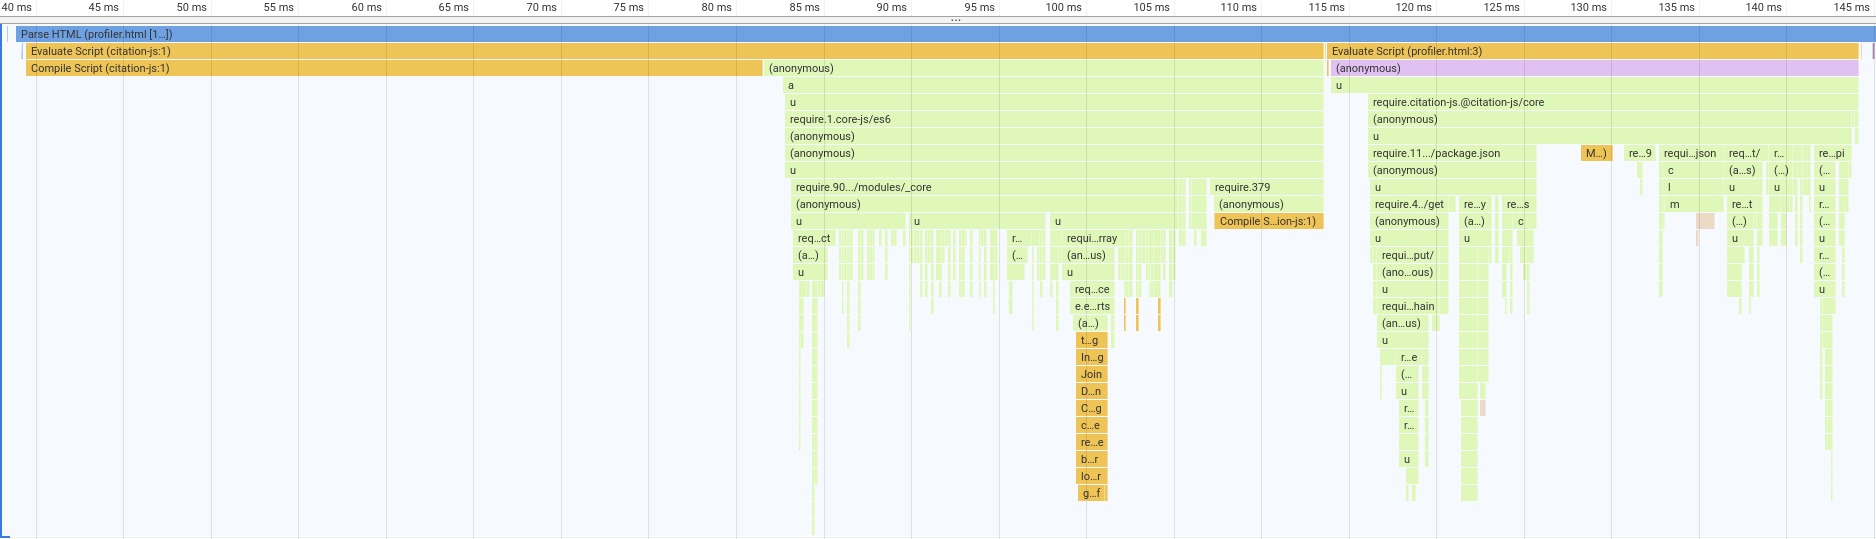 40 ms 45 ms 50 ms 55 ms 60 ms 65 ms 70 ms 75 ms 80 ms 85 ms 90 ms 95 ms 100 ms 105 ms 110 ms 115 ms 120 ms 125 ms 130 ms 135 ms 140 ms 145 ms
...
Parse HTML (profiler.html [1…])
Evaluate Script (citation-js:1) Evaluate Script (profiler.html:3)
Compile Script (citation-js:1) (anonymous) (anonymous)
a u
u require.citation-js.@citation-js/core
require.1.core-js/es6 (anonymous)
(anonymous) u
(anonymous) require.11…/package.json M…) re…9 requi…json req…t/ r… re…pi
u (anonymous) c (a…s) (…) (…
require.90…/modules/_core require.379 u l u u u
(anonymous) (anonymous) require.4…/get re…y re…s m re…t r…
u u u Compile S…ion-js:1) (anonymous) (a…) c (…) (…
req…ct r… requi…rray u u u u
(a…) (… (an…us) requi…put/ r…
u u (ano…ous) (…
req…ce u u
e.e…rts requi…hain
(a…) (an…us)
t…g u
In…g r…e
Join (…
D…n u
C…g r…
c…e r…
re…e
b…r u
lo…r
g…f